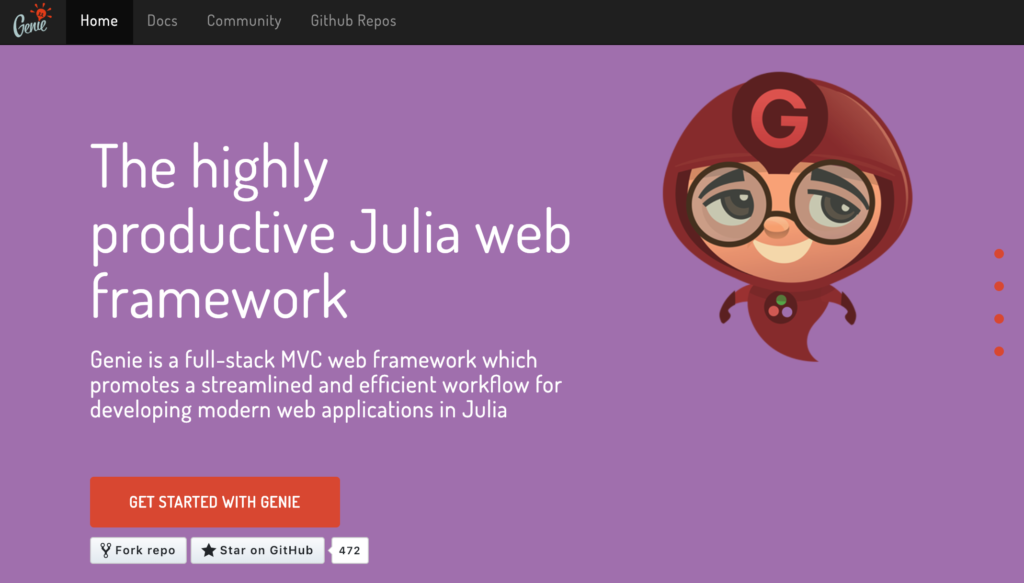 Genie
Home Docs Community Github Repos
G
The highly
productive Julia web
framework
Genie is a full-stack MVC web framework which
promotes a streamlined and efficient workflow for
developing modern web applications in Julia
GET STARTED WITH GENIE
Fork repo Star on GitHub 472